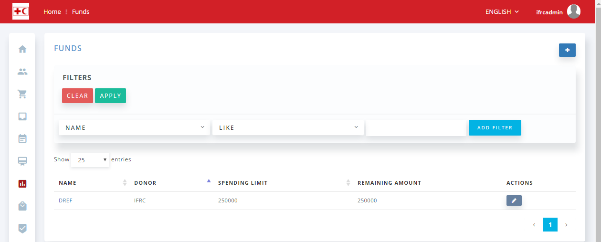 Home | Funds ENGLISH ifrcadmin
FUNDS
FILTERS
CLEAR APPLY
NAME LIKE ADD FILTER
Show 25 entries
NAME DONOR SPENDING LIMIT REMAINING AMOUNT ACTIONS
DREF IFRC 250000 250000
1